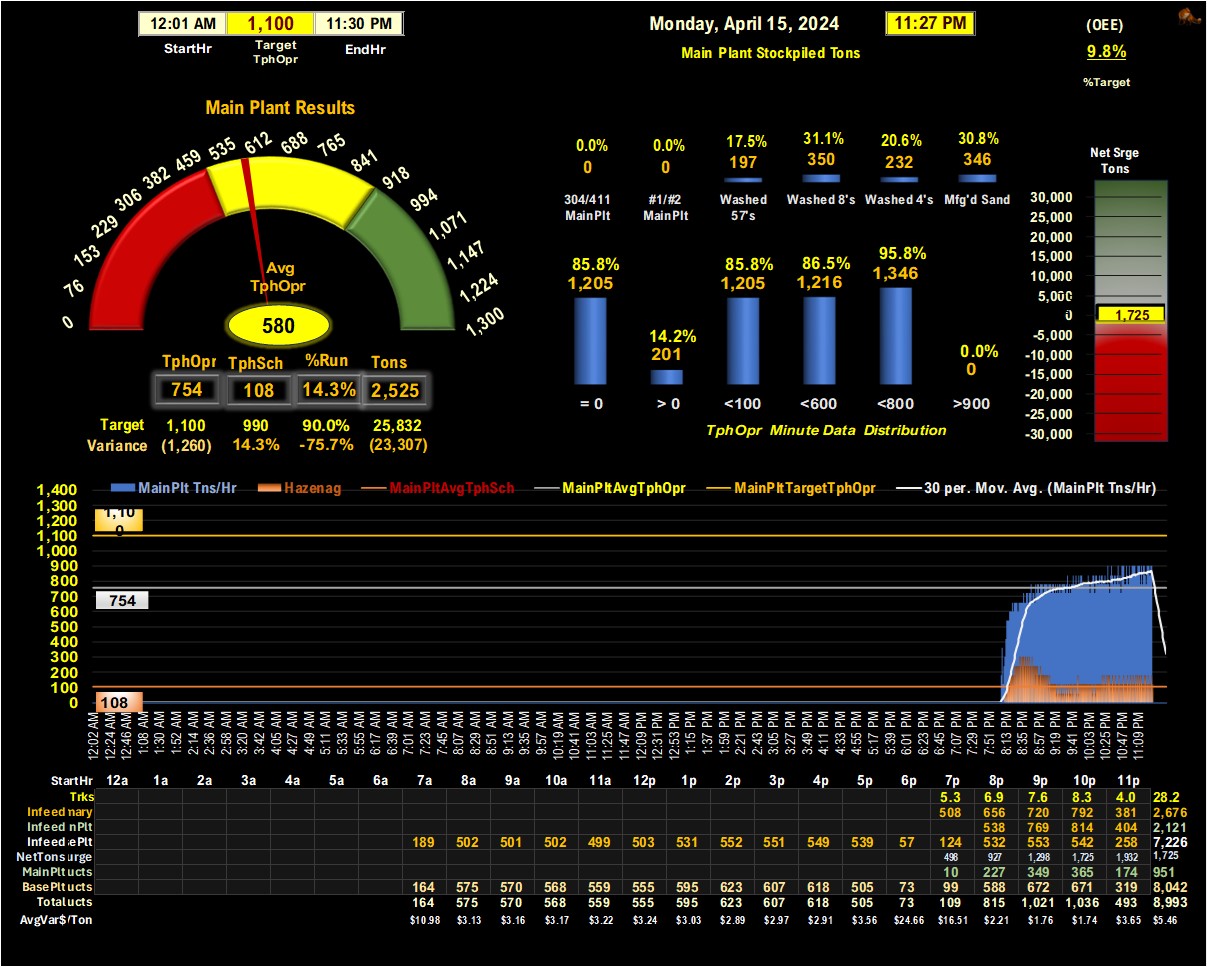 12:01 AM 1,100 11:30 PM Monday, April 15, 2024 11:27 PM (OEE)
StartHr Target TphOpr EndHr Main Plant Stockpiled Tons 9.8%
%Target
Main Plant Results
0 76 153 229 306 382 459 535 612 688 765 841 918 994 1,071 1,147 1,224 1,300
Avg
TphOpr
580
TphOpr TphSch %Run Tons
754 108 14.3% 2,525
Target 1,100 990 90.0% 25,832
Variance (1,260) 14.3% -75.7% (23,307)
0.0% 0.0% 17.5% 31.1% 20.6% 30.8%
0 0 197 350 232 346
304/411 MainPlt #1/#2 MainPlt Washed 57's Washed 8's Washed 4's Mfg'd Sand
85.8% 14.2% 85.8% 86.5% 95.8% 0.0%
1,205 201 1,205 1,216 1,346 0
= 0 > 0 <100 <600 <800 >900
TphOpr Minute Data Distribution
Net Srge
Tons
30,000
25,000
20,000
15,000
10,000
5,000
0 1,725
-5,000
-10,000
-15,000
-20,000
-25,000
-30,000
MainPlt Tns/Hr Hazenag MainPltAvgTphSch MainPltAvgTphOpr MainPltTargetTphOpr 30 per. Mov. Avg. (MainPlt Tns/Hr)
1,400
1,300
1,200
1,100
1,000
900
800
700
600
500
400
300
200
100
0
1,100
754
108
12:02 AM 12:24 AM 12:46 AM 1:08 AM 1:30 AM 1:52 AM 2:14 AM 2:36 AM 2:58 AM 3:20 AM 3:42 AM 4:05 AM 4:27 AM 4:49 AM 5:11 AM 5:33 AM 5:55 AM 6:17 AM 6:39 AM 7:01 AM 7:23 AM 7:45 AM 8:07 AM 8:29 AM 8:51 AM 9:13 AM 9:35 AM 9:57 AM 10:19 AM 10:41 AM 11:03 AM 11:25 AM 11:47 AM 12:09 PM 12:31 PM 12:53 PM 1:15 PM 1:37 PM 1:59 PM 2:21 PM 2:43 PM 3:05 PM 3:27 PM 3:49 PM 4:11 PM 4:33 PM 4:55 PM 5:17 PM 5:39 PM 6:01 PM 6:23 PM 6:45 PM 7:07 PM 7:29 PM 7:51 PM 8:13 PM 8:35 PM 8:57 PM 9:19 PM 9:41 PM 10:03 PM 10:25 PM 10:47 PM 11:09 PM
StartHr 12a 1a 2a 3a 4a 5a 6a 7a 8a 9a 10a 11a 12p 1p 2p 3p 4p 5p 6p 7p 8p 9p 10p 11p
Trks 5.3 6.9 7.6 8.3 4.0 28.2
Infeed mary 508 656 720 792 381 2,676
Infeed nPlt 538 769 814 404 2,121
Infeed ePlt 189 502 501 502 499 503 531 552 551 549 539 57 124 532 553 542 258 7,226
NetTons urge 498 927 1,298 1,725 1,932 1,725
MainPlt ucts 10 227 349 365 174 951
BasePlt ucts 164 575 570 568 559 555 595 623 607 618 505 73 99 588 672 671 319 8,042
Total ucts 164 575 570 568 559 555 595 623 607 618 505 73 109 815 1,021 1,036 493 8,993
AvgVar$/Ton $10.98 $3.13 $3.16 $3.17 $3.22 $3.24 $3.03 $2.89 $2.97 $2.91 $3.56 $24.66 $16.51 $2.21 $1.76 $1.74 $3.65 $5.46